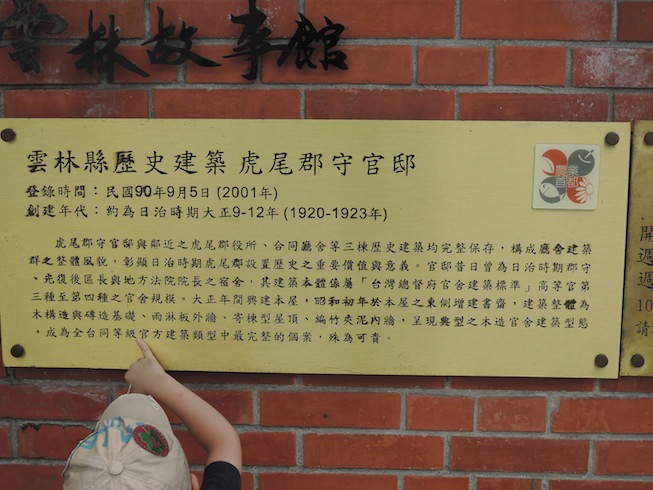 雲林故事館
雲林縣歷史建築 虎尾郡守官邸
登錄時間：民國90年9月5日 (2001年)
創建年代：約為日治時期大正9-12年 (1920-1923年)
農業
首都
虎尾郡守官邸與鄰近之虎尾郡役所、合同廳舍等三棟歷史建築均完整保存，構成廳舍建築
群之整體風貌，彰顯日治時期虎尾郡設置歷史之重要價值與意義。官邸昔日曾為日治時期郡守
、光復後區長與地方法院院長之宿舍，其建築本體係屬「台灣總督府官舍建築標準」高等官第
三種至第四種之官舍規模。大正年間興建本屋，昭和初年於本屋之東側增建書齋，建築整體為
木構造與磚造基礎、雨淋板外牆、寄棟型屋頂、編竹夾泥內牆，呈現典型之木造官舍建築型態
，成為全台同等級官方建築類型中最完整的個案，殊為可貴。
開
週
週
10
請